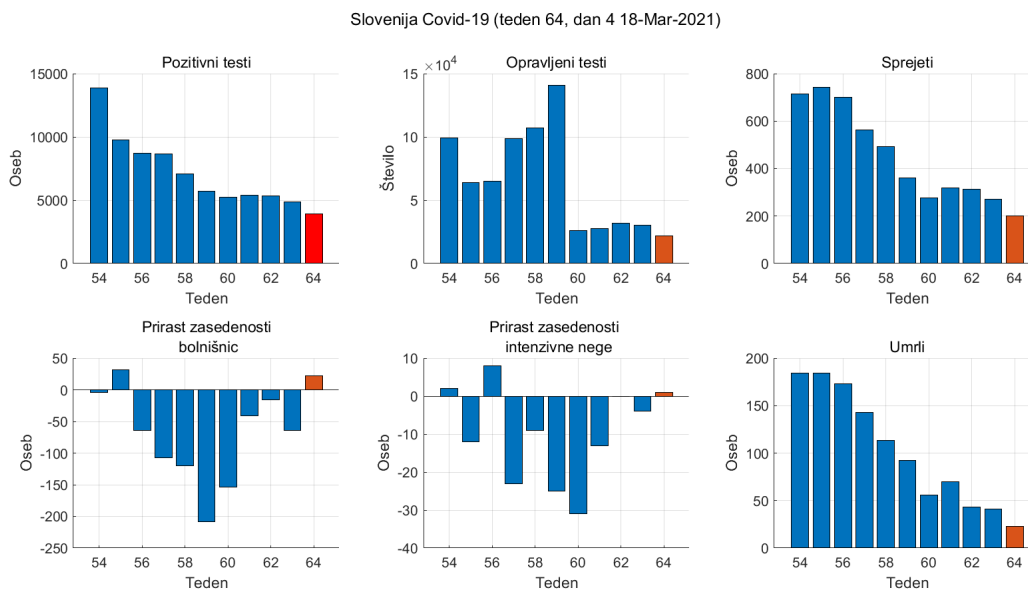 Slovenija Covid-19 (teden 64, dan 4 18-Mar-2021)
Pozitivni testi
15000
10000
5000
0
Oseb
54 56 58 60 62 64
Teden
Opravljeni testi
×10^4
15
10
5
0
Število
54 56 58 60 62 64
Teden
Sprejeti
800
600
400
200
0
Oseb
54 56 58 60 62 64
Teden
Prirast zasedenosti
bolnišnic
50
0
-50
-100
-150
-200
-250
Oseb
54 56 58 60 62 64
Teden
Prirast zasedenosti
intenzivne nege
10
0
-10
-20
-30
-40
Oseb
54 56 58 60 62 64
Teden
Umrli
200
150
100
50
0
Oseb
54 56 58 60 62 64
Teden